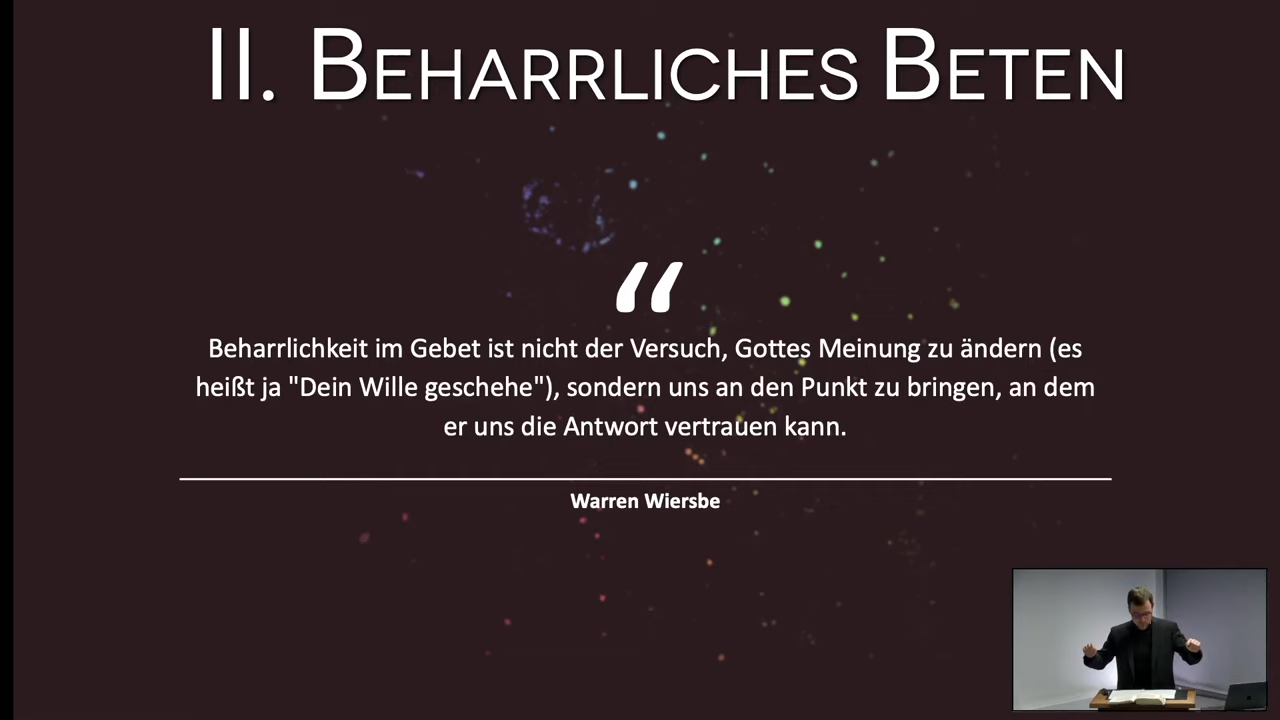 II. BEHARRLICHES BETEN
“
Beharrlichkeit im Gebet ist nicht der Versuch, Gottes Meinung zu ändern (es
heißt ja "Dein Wille geschehe"), sondern uns an den Punkt zu bringen, an dem
er uns die Antwort vertrauen kann.
Warren Wiersbe